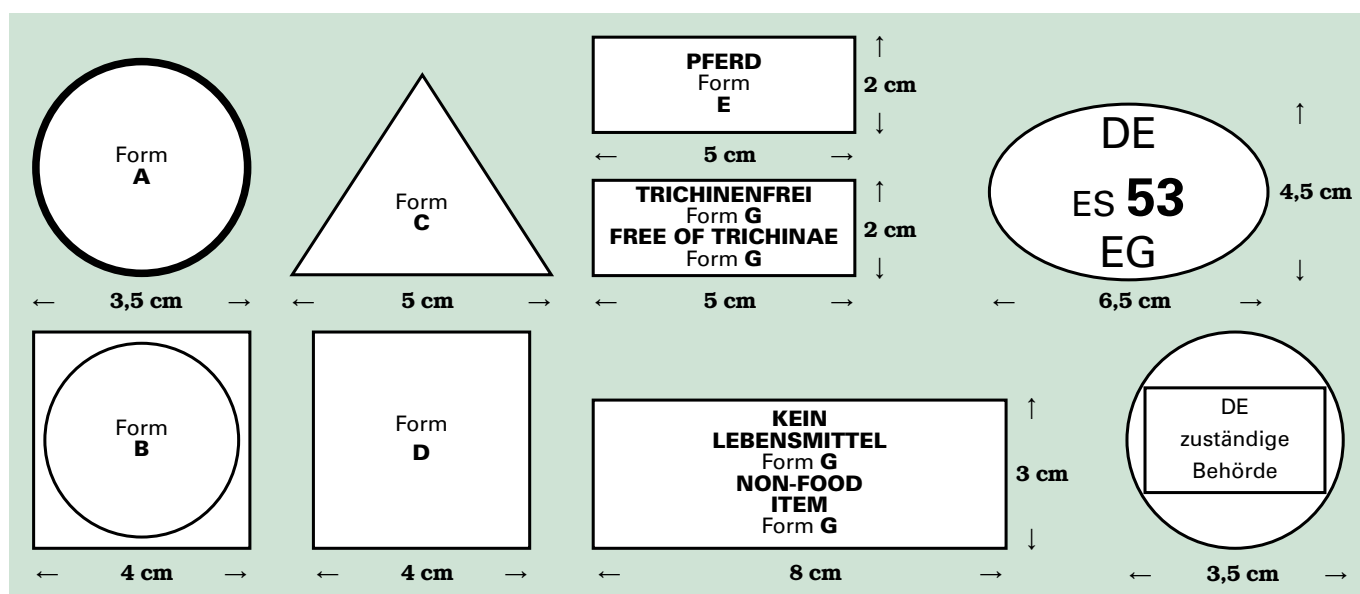 Form
A
← 3,5 cm →
Form
C
← 5 cm →
PFERD
Form
E
↑
2 cm
↓
← 5 cm →
TRICHINENFREI
Form G
FREE OF TRICHINAE
Form G
↑
2 cm
↓
← 5 cm →
DE
ES 53
EG
↑
4,5 cm
↓
← 6,5 cm →
Form
B
← 4 cm →
Form
D
← 4 cm →
KEIN
LEBENSMITTEL
Form G
NON-FOOD
ITEM
Form G
↑
3 cm
↓
← 8 cm →
DE
zuständige
Behörde
← 3,5 cm →